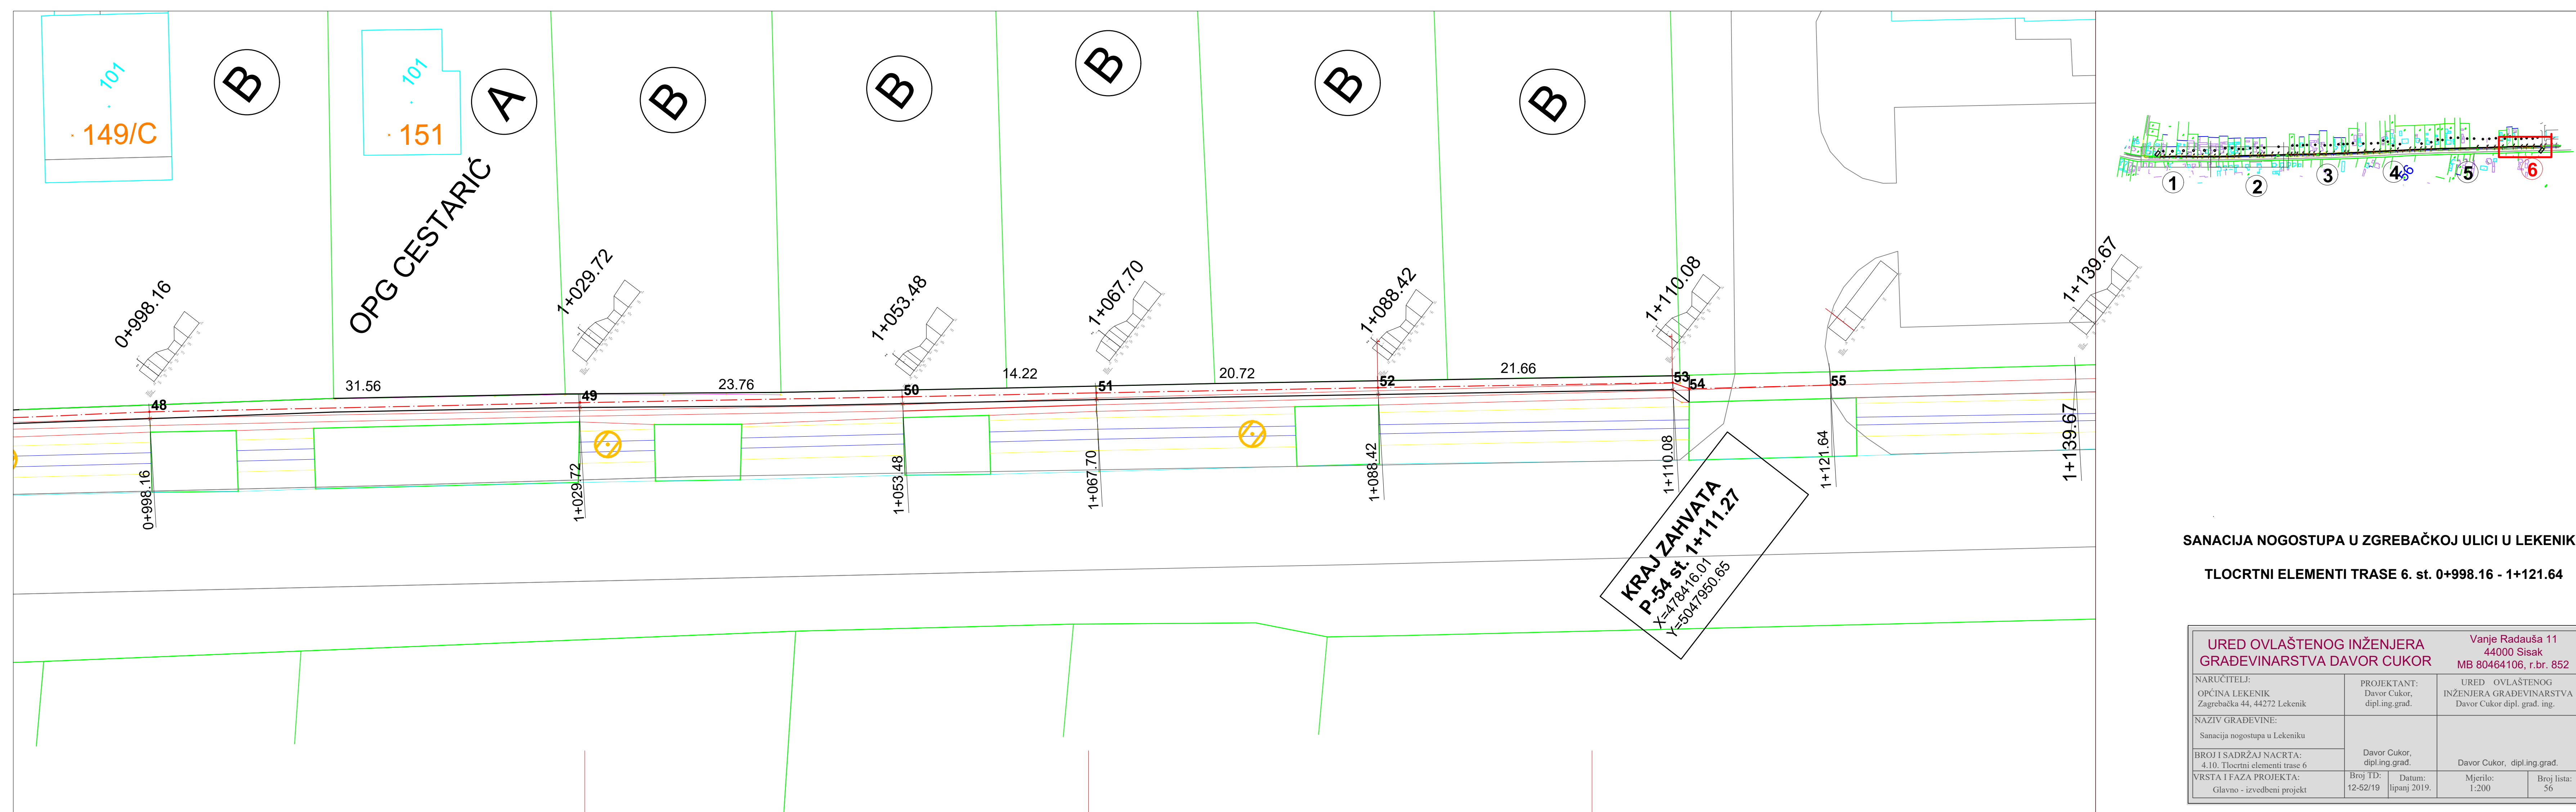 101
149/C
B
101
151
A
B
B
B
B
B
OPG CESTARIĆ
0+998.16
1+029.72
1+053.48
1+067.70
1+088.42
1+110.08
1+139.67
31.56
23.76
14.22
20.72
21.66
48
49
50
51
52
53
54
55
0+998.16
1+029.72
1+053.48
1+067.70
1+088.42
1+110.08
1+121.64
1+139.67
KRAJ ZAHVATA
P-54 st. 1+111.27
X=478416.01
Y=5047950.65
1
2
3
4
56
5
6
SANACIJA NOGOSTUPA U ZGREBAČKOJ ULICI U LEKENIK
TLOCRTNI ELEMENTI TRASE 6. st. 0+998.16 - 1+121.64
URED OVLAŠTENOG INŽENJERA
GRAĐEVINARSTVA DAVOR CUKOR
Vanje Radauša 11
44000 Sisak
MB 80464106, r.br. 852
NARUČITELJ:
OPĆINA LEKENIK
Zagrebačka 44, 44272 Lekenik
PROJEKTANT:
Davor Cukor,
dipl.ing.građ.
URED OVLAŠTENOG
INŽENJERA GRAĐEVINARSTVA
Davor Cukor dipl. građ. ing.
NAZIV GRAĐEVINE:
Sanacija nogostupa u Lekeniku
BROJ I SADRŽAJ NACRTA:
4.10. Tlocrtni elementi trase 6
Davor Cukor,
dipl.ing.građ.
Davor Cukor, dipl.ing.građ.
VRSTA I FAZA PROJEKTA:
Glavno - izvedbeni projekt
Broj TD:
12-52/19
Datum:
lipanj 2019.
Mjerilo:
1:200
Broj lista:
56